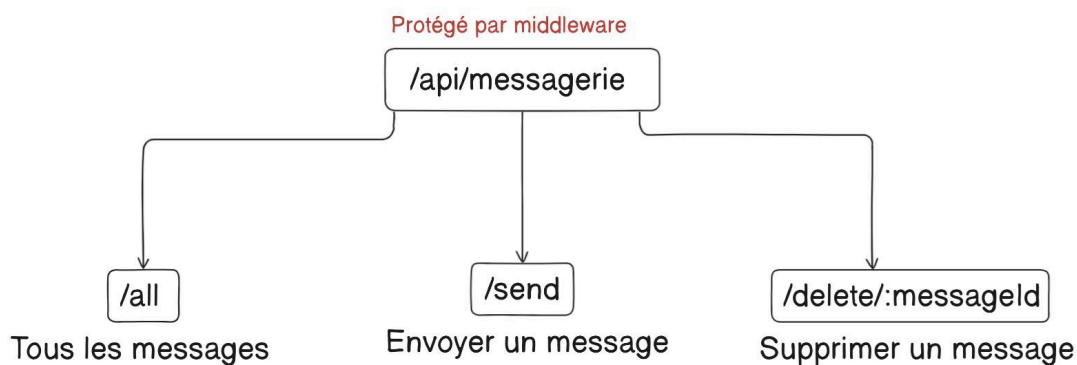 Protégé par middleware
/api/messagerie
/all
/send
/delete/:messageId
Tous les messages
Envoyer un message
Supprimer un message